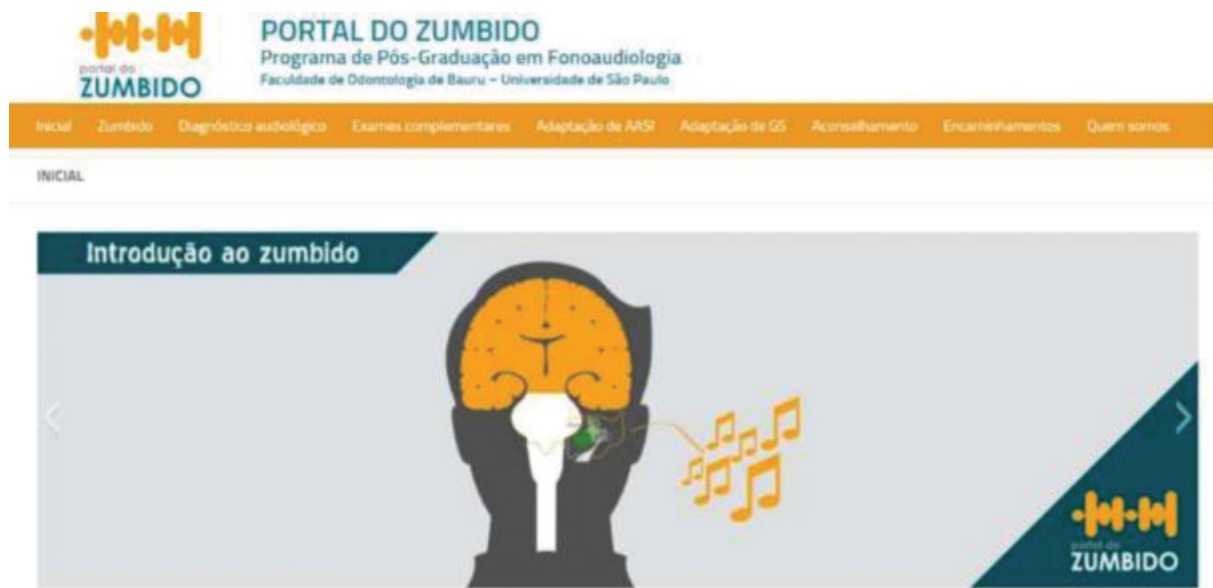 portal do
ZUMBIDO
PORTAL DO ZUMBIDO
Programa de Pós-Graduação em Fonoaudiologia
Faculdade de Odontologia de Bauru – Universidade de São Paulo
Inicial Zumbido Diagnóstico audiológico Exames complementares Adaptação de AASI Adaptação de GS Aconselhamento Encaminhamentos Quem somos
INICIAL
Introdução ao zumbido
portal do
ZUMBIDO